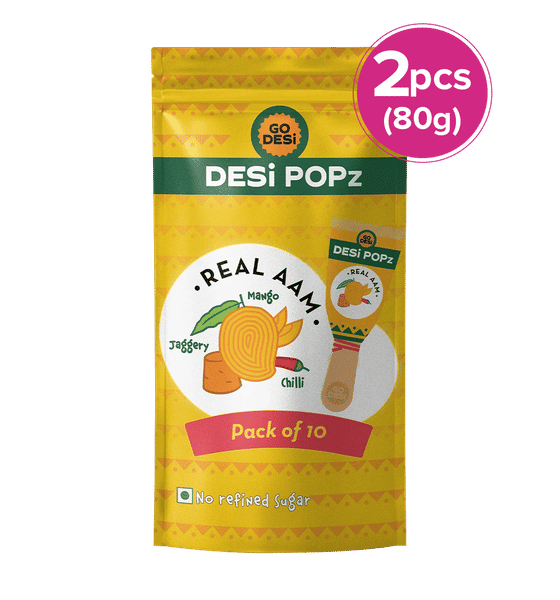 2pcs
(80g)
GO
DESi
DESi POPz
·REAL AAM·
Mango
Jaggery
Chilli
GO
DESi
DESi POPz
·REAL AAM·
Pack of 10
No refined sugar